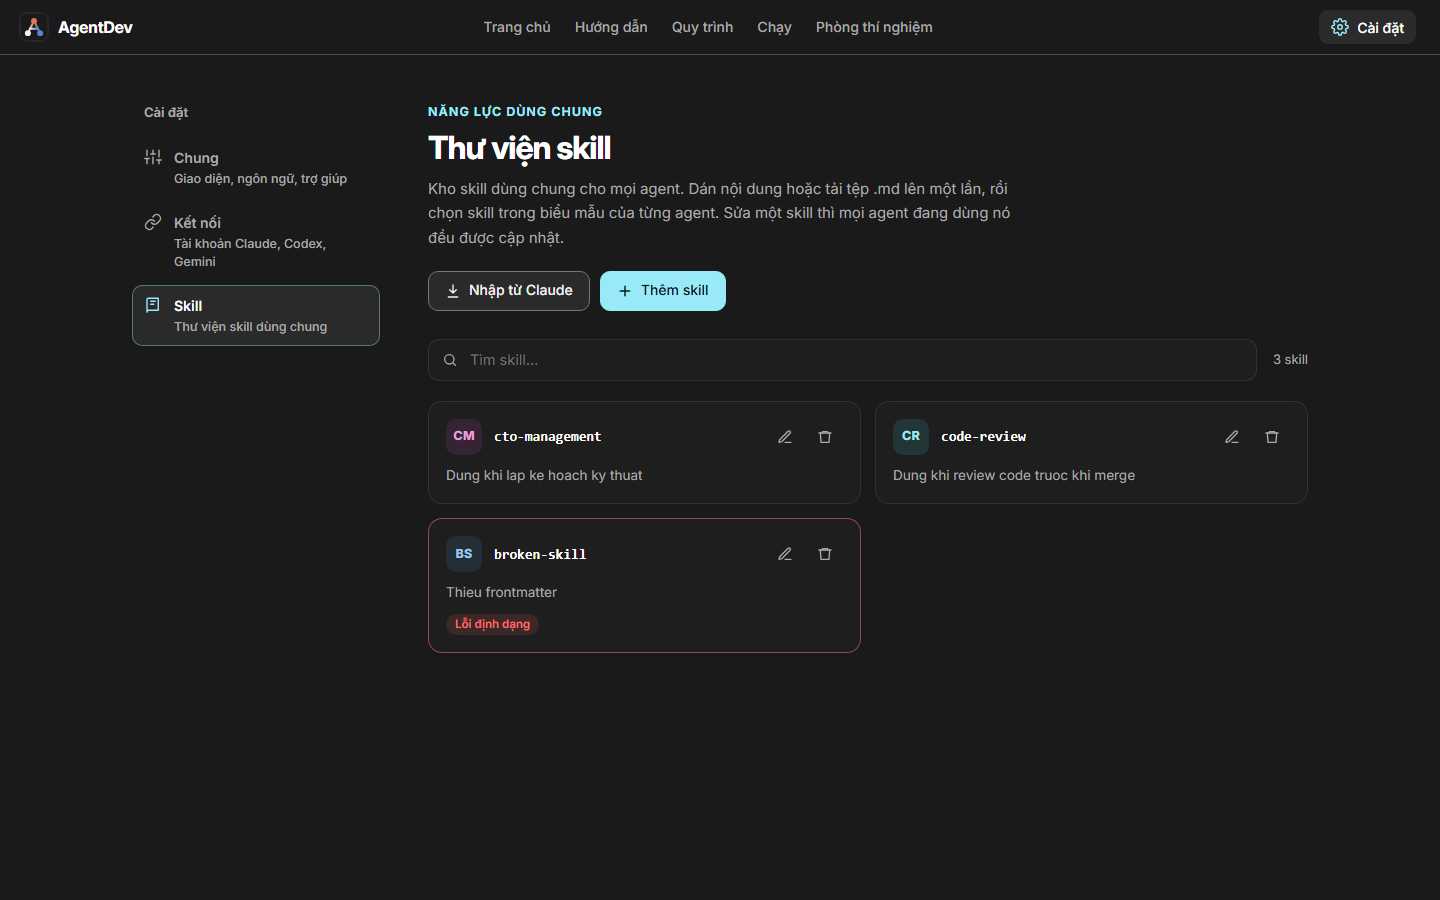 AgentDev
Trang chủ
Hướng dẫn
Quy trình
Chạy
Phòng thí nghiệm
Cài đặt
Cài đặt
Chung
Giao diện, ngôn ngữ, trợ giúp
Kết nối
Tài khoản Claude, Codex,
Gemini
Skill
Thư viện skill dùng chung
NĂNG LỰC DÙNG CHUNG
Thư viện skill
Kho skill dùng chung cho mọi agent. Dán nội dung hoặc tải tệp .md lên một lần, rồi
chọn skill trong biểu mẫu của từng agent. Sửa một skill thì mọi agent đang dùng nó
đều được cập nhật.
Nhập từ Claude
Thêm skill
Tìm skill...
3 skill
CM
cto-management
Dung khi lap ke hoach ky thuat
CR
code-review
Dung khi review code truoc khi merge
BS
broken-skill
Thieu frontmatter
Lỗi định dạng